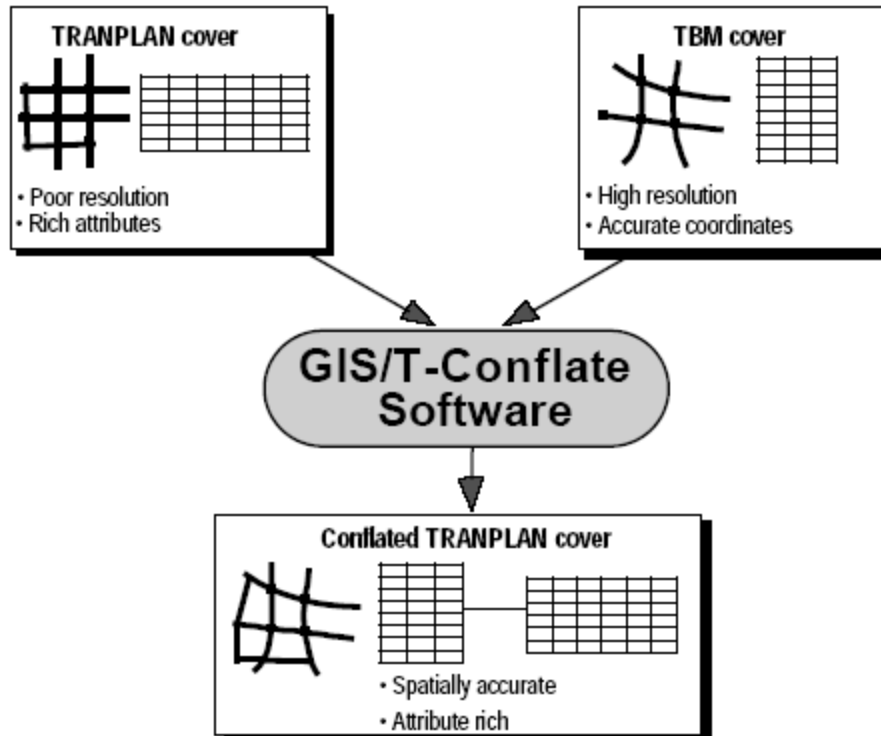 TRANPLAN cover
• Poor resolution
• Rich attributes
TBM cover
• High resolution
• Accurate coordinates
GIS/T-Conflate
Software
Conflated TRANPLAN cover
• Spatially accurate
• Attribute rich